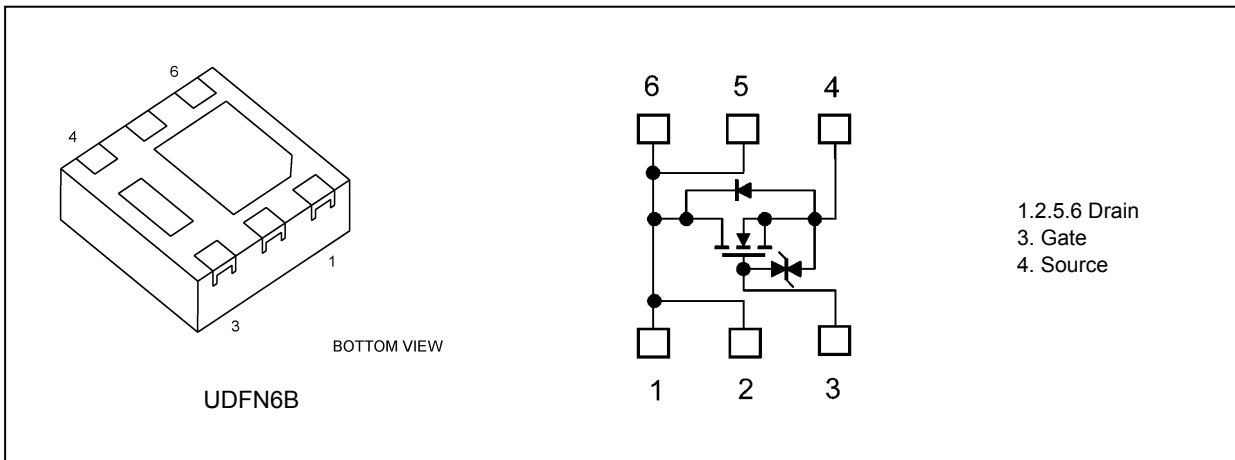 6
4
1
3
BOTTOM VIEW
UDFN6B
6 5 4
1 2 3
1.2.5.6 Drain
3. Gate
4. Source